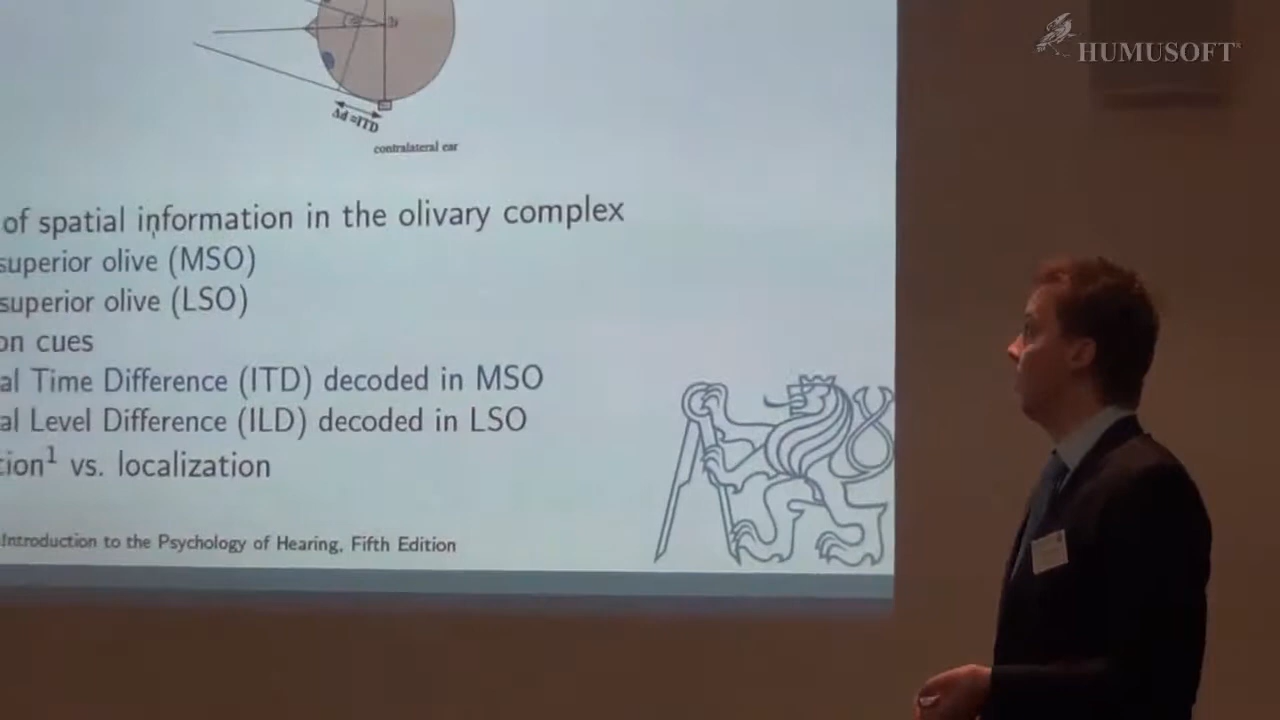 HUMUSOFT
Δd =ITD
contralateral ear
of spatial information in the olivary complex
superior olive (MSO)
superior olive (LSO)
on cues
al Time Difference (ITD) decoded in MSO
al Level Difference (ILD) decoded in LSO
tion¹ vs. localization
Introduction to the Psychology of Hearing, Fifth Edition